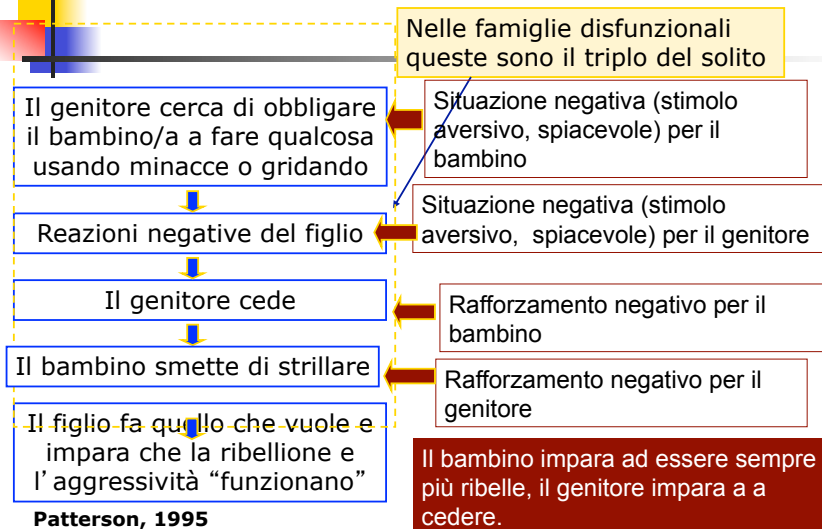 Nelle famiglie disfunzionali
queste sono il triplo del solito
Il genitore cerca di obbligare
il bambino/a a fare qualcosa
usando minacce o gridando
Situazione negativa (stimolo
aversivo, spiacevole) per il
bambino
Reazioni negative del figlio
Situazione negativa (stimolo
aversivo, spiacevole) per il genitore
Il genitore cede
Rafforzamento negativo per il
bambino
Il bambino smette di strillare
Rafforzamento negativo per il
genitore
Il figlio fa quello che vuole e
impara che la ribellione e
l’aggressività “funzionano”
Il bambino impara ad essere sempre
più ribelle, il genitore impara a a
cedere.
Patterson, 1995